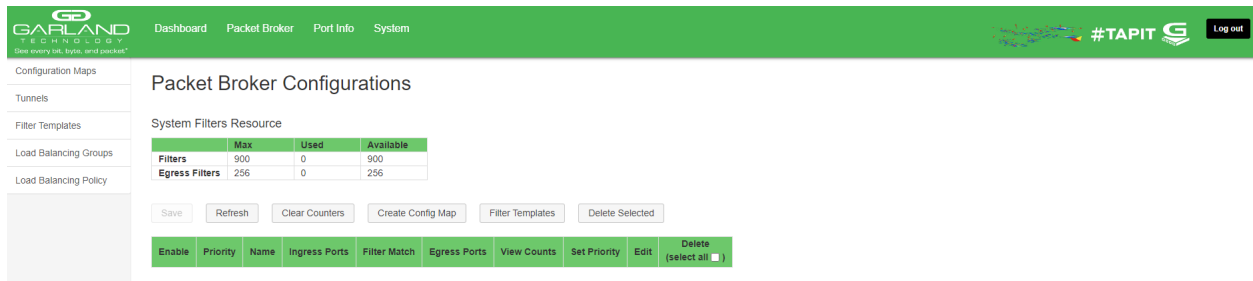 GARLAND
TECHNOLOGY
See every bit, byte, and packet®
Dashboard Packet Broker Port Info System
#TAPIT
Log out
Configuration Maps
Tunnels
Filter Templates
Load Balancing Groups
Load Balancing Policy
Packet Broker Configurations
System Filters Resource
Max Used Available
Filters 900 0 900
Egress Filters 256 0 256
Save Refresh Clear Counters Create Config Map Filter Templates Delete Selected
Enable Priority Name Ingress Ports Filter Match Egress Ports View Counts Set Priority Edit Delete
(select all )